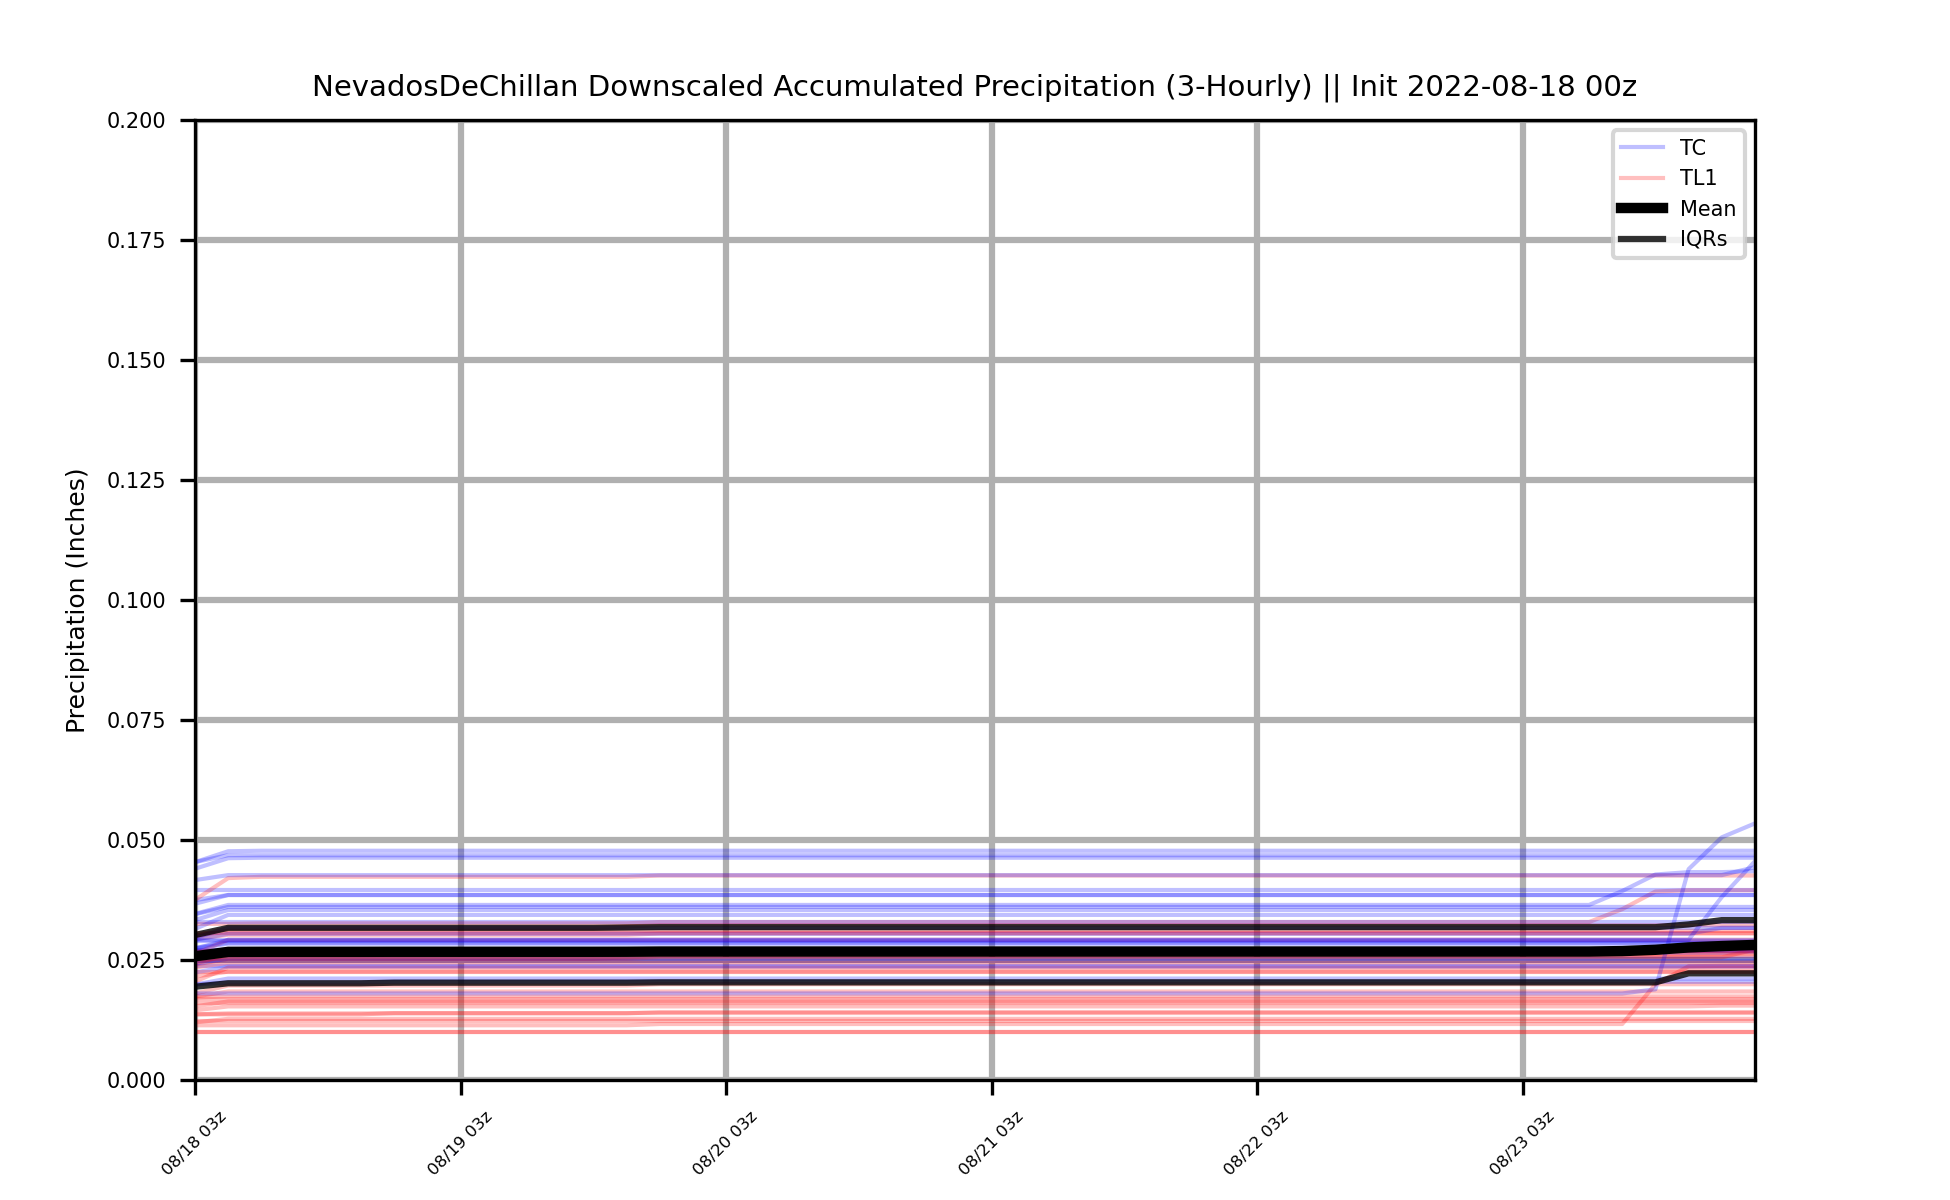 NevadosDeChillan Downscaled Accumulated Precipitation (3-Hourly) || Init 2022-08-18 00z
Precipitation (Inches)
0.200
0.175
0.150
0.125
0.100
0.075
0.050
0.025
0.000
TC
TL1
Mean
IQRs
08/18 03z
08/19 03z
08/20 03z
08/21 03z
08/22 03z
08/23 03z